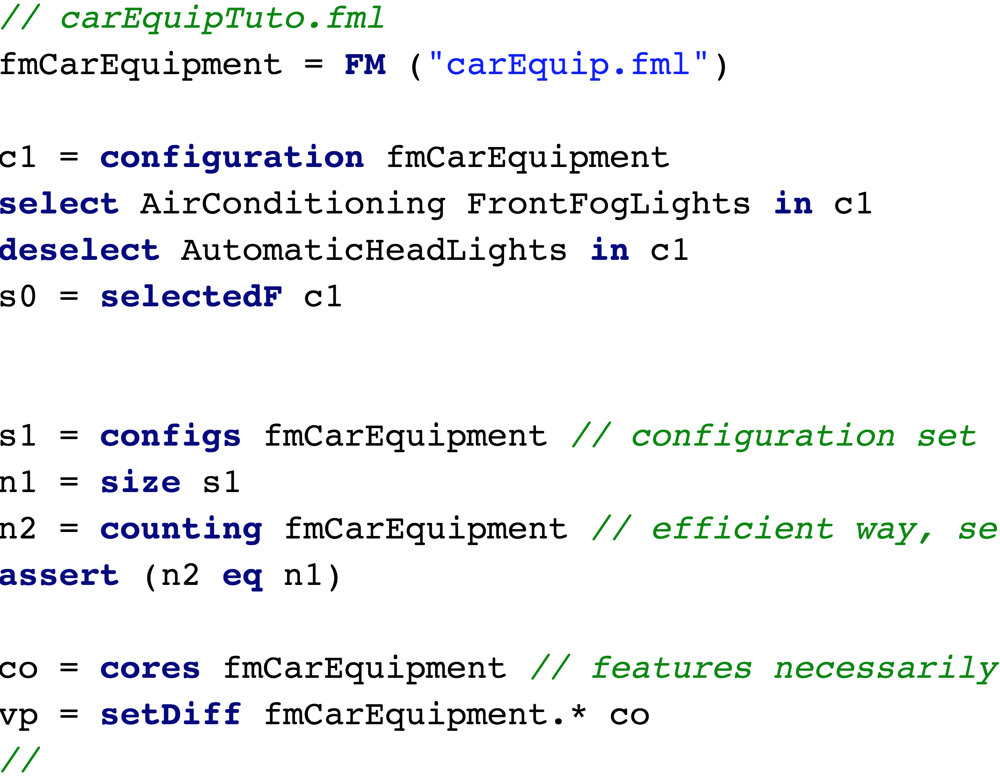 // carEquipTuto.fml
fmCarEquipment = FM ("carEquip.fml")
c1 = configuration fmCarEquipment
select AirConditioning FrontFogLights in c1
deselect AutomaticHeadLights in c1
s0 = selectedF c1
s1 = configs fmCarEquipment // configuration set
n1 = size s1
n2 = counting fmCarEquipment // efficient way,
assert (n2 eq n1)
co = cores fmCarEquipment // features necessarily
vp = setDiff fmCarEquipment.* co
//